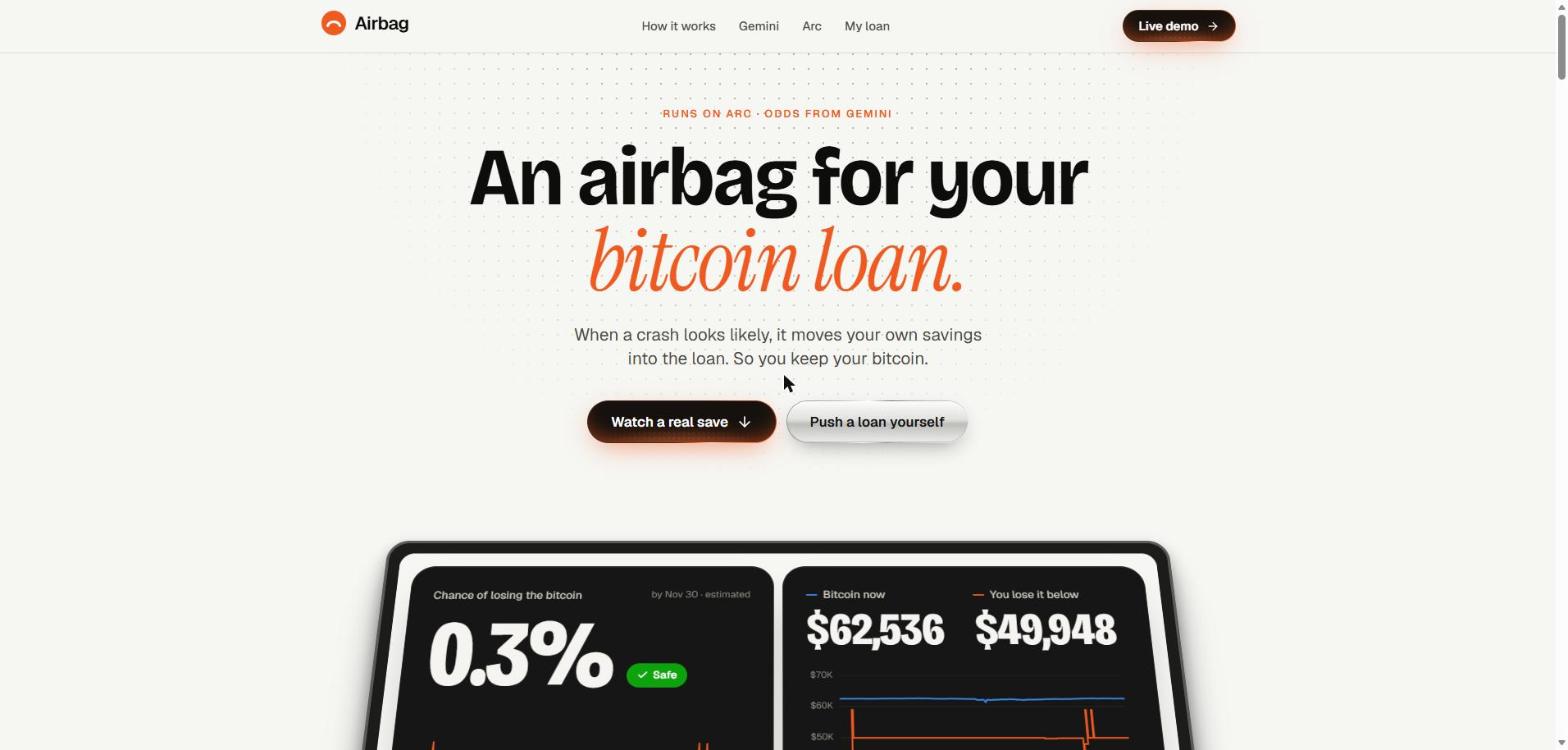 Airbag
How it works
Gemini
Arc
My loan
Live demo →
RUNS ON ARC · ODDS FROM GEMINI
An airbag for your
bitcoin loan.
When a crash looks likely, it moves your own savings
into the loan. So you keep your bitcoin.
Watch a real save ↓
Push a loan yourself
Chance of losing the bitcoin
by Nov 30 · estimated
0.3%
Safe
Bitcoin now
$62,536
You lose it below
$49,948
$70K
$60K
$50K